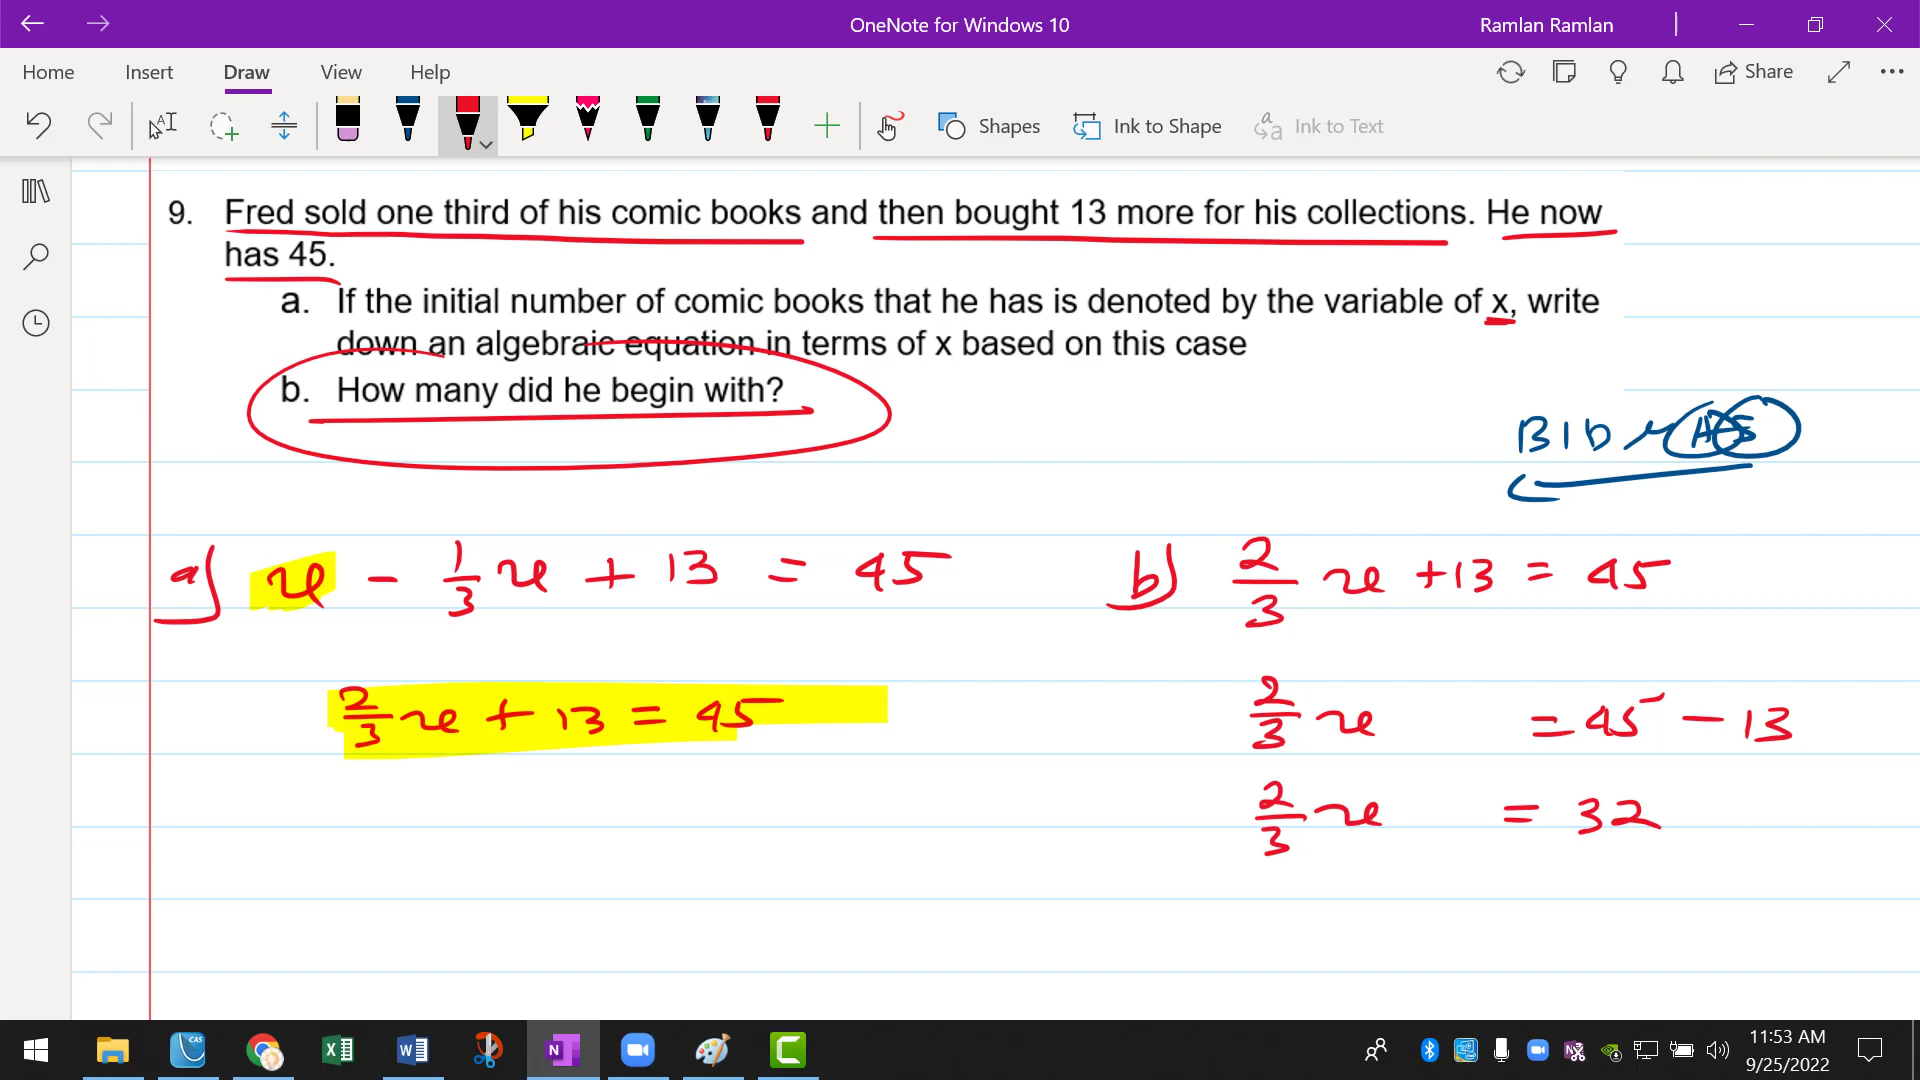 OneNote for Windows 10
Ramlan Ramlan
Home Insert Draw View Help
Share
Shapes Ink to Shape Ink to Text
9. Fred sold one third of his comic books and then bought 13 more for his collections. He now
has 45.
a. If the initial number of comic books that he has is denoted by the variable of x, write
down an algebraic equation in terms of x based on this case
b. How many did he begin with?
a) x - 1/3 x + 13 = 45
2/3 x + 13 = 45
b) 2/3 x + 13 = 45
2/3 x = 45 - 13
2/3 x = 32
11:53 AM
9/25/2022